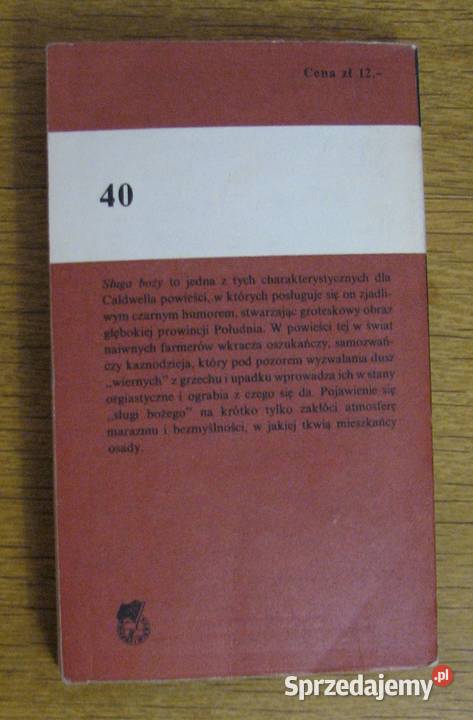 Cena zł 12.-
40
Sługa boży to jedna z tych charakterystycznych dla
Caldwella powieści, w których posługuje się on zjadli-
wym czarnym humorem, stwarzając groteskowy obraz
głębokiej prowincji Południa. W powieści tej w świat
naiwnych farmerów wkracza oszukańczy, samozwań-
czy kaznodzieja, który pod pozorem wyzwalania dusz
„wiernych” z grzechu i upadku wprowadza ich w stany
orgiastyczne i ograbia z czego się da. Pojawienie się
„sługi bożego” na krótko tylko zakłóci atmosferę
marazmu i bezmyślności, w jakiej tkwią mieszkańcy
osady.
Sprzedajemy.pl